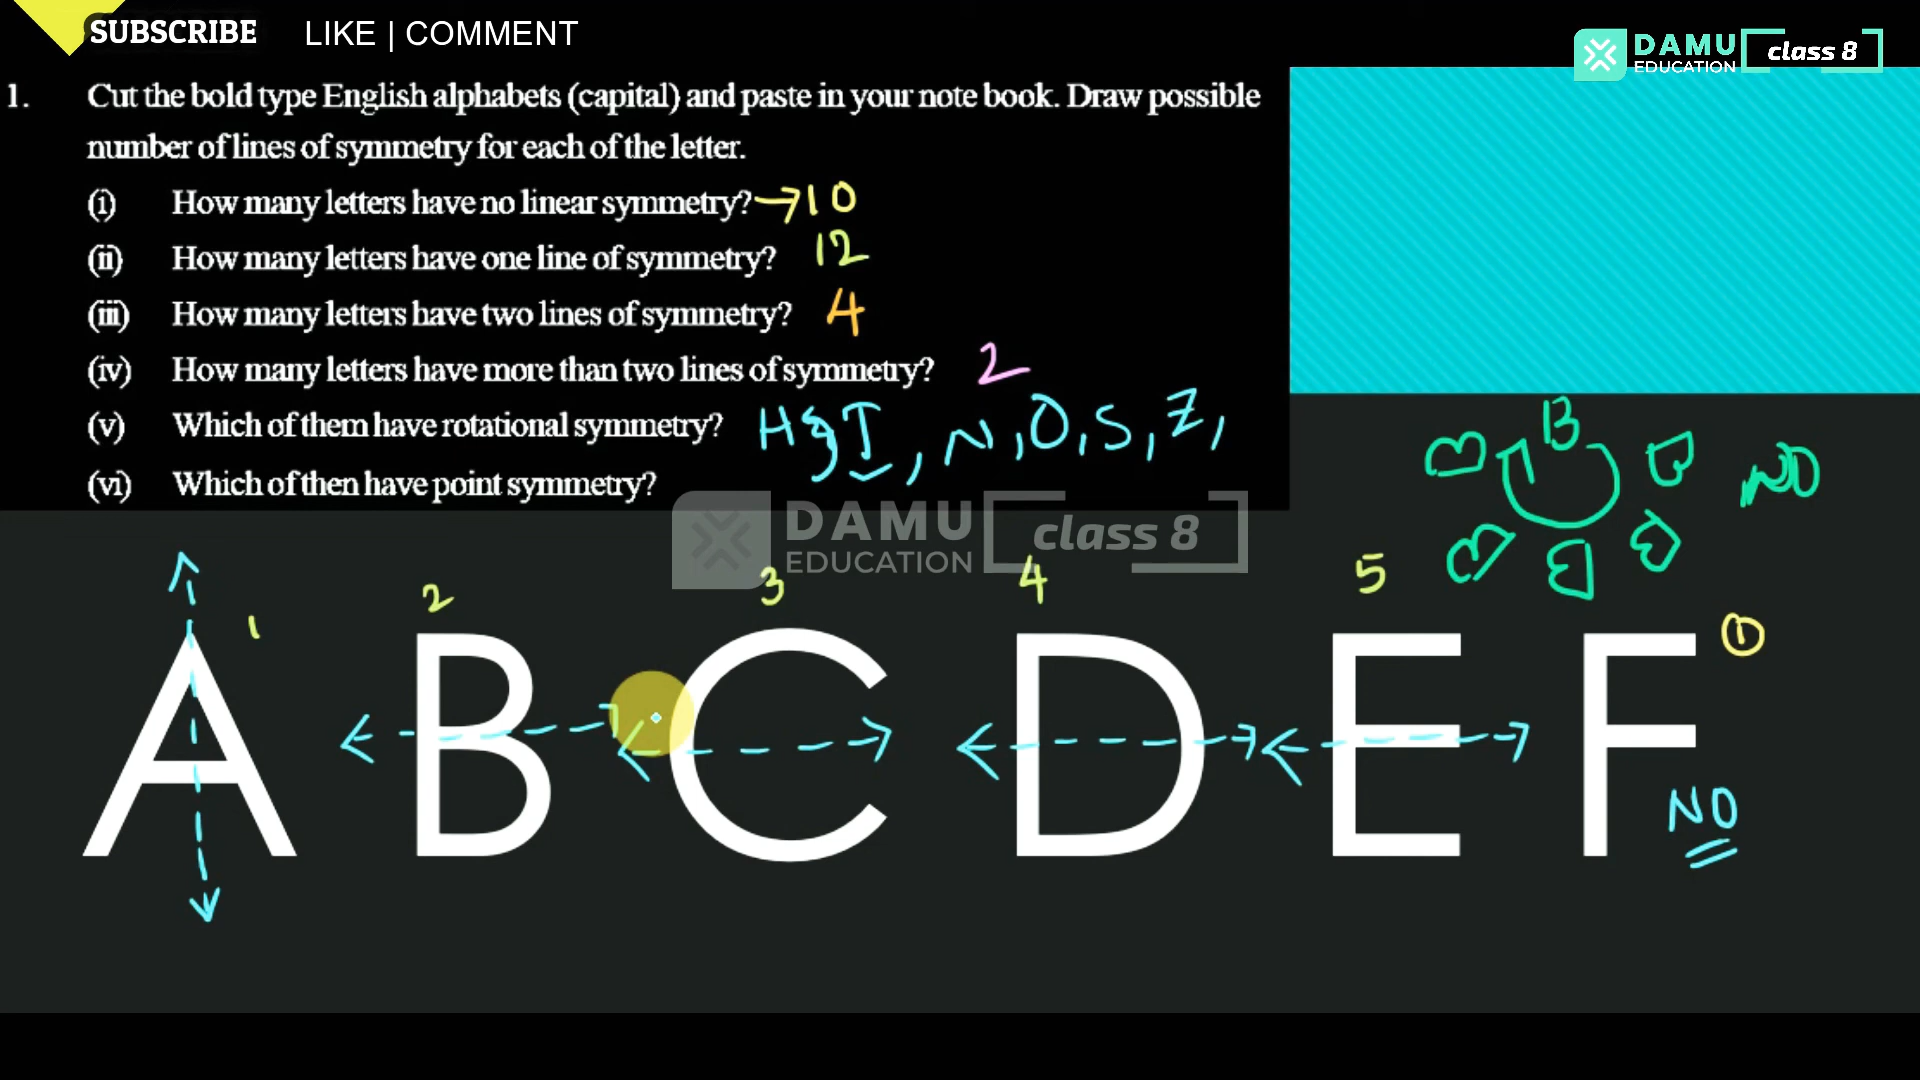 SUBSCRIBE LIKE | COMMENT
DAMU EDUCATION class 8
1. Cut the bold type English alphabets (capital) and paste in your note book. Draw possible
number of lines of symmetry for each of the letter.
(i) How many letters have no linear symmetry? → 10
(ii) How many letters have one line of symmetry? 12
(iii) How many letters have two lines of symmetry? 4
(iv) How many letters have more than two lines of symmetry? 2
(v) Which of them have rotational symmetry? H, I, N, O, S, Z,
(vi) Which of then have point symmetry?
B
NO
DAMU EDUCATION class 8
1 2 3 4 5 1
A B C D E F
NO